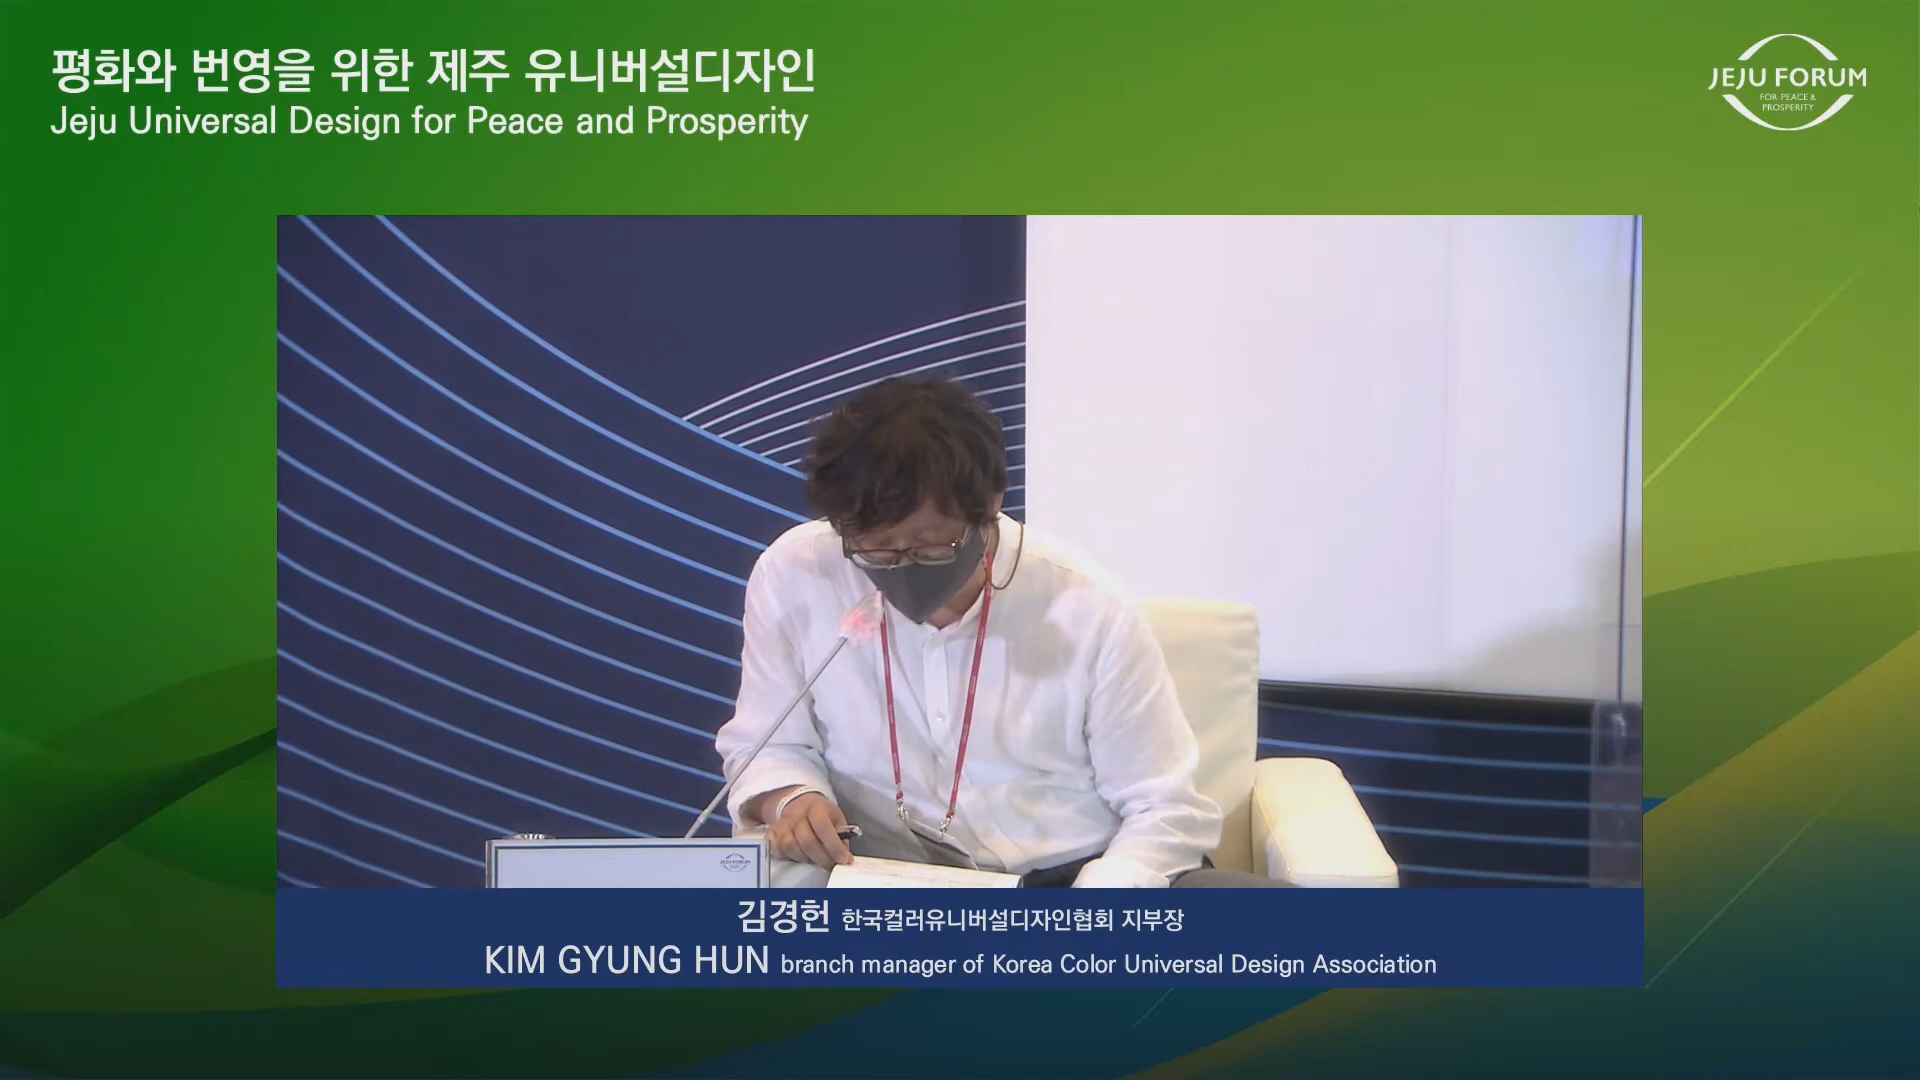 평화와 번영을 위한 제주 유니버설디자인
Jeju Universal Design for Peace and Prosperity
JEJU FORUM
FOR PEACE &
PROSPERITY
JEJU FORUM
김경헌 한국컬러유니버설디자인협회 지부장
KIM GYUNG HUN branch manager of Korea Color Universal Design Association